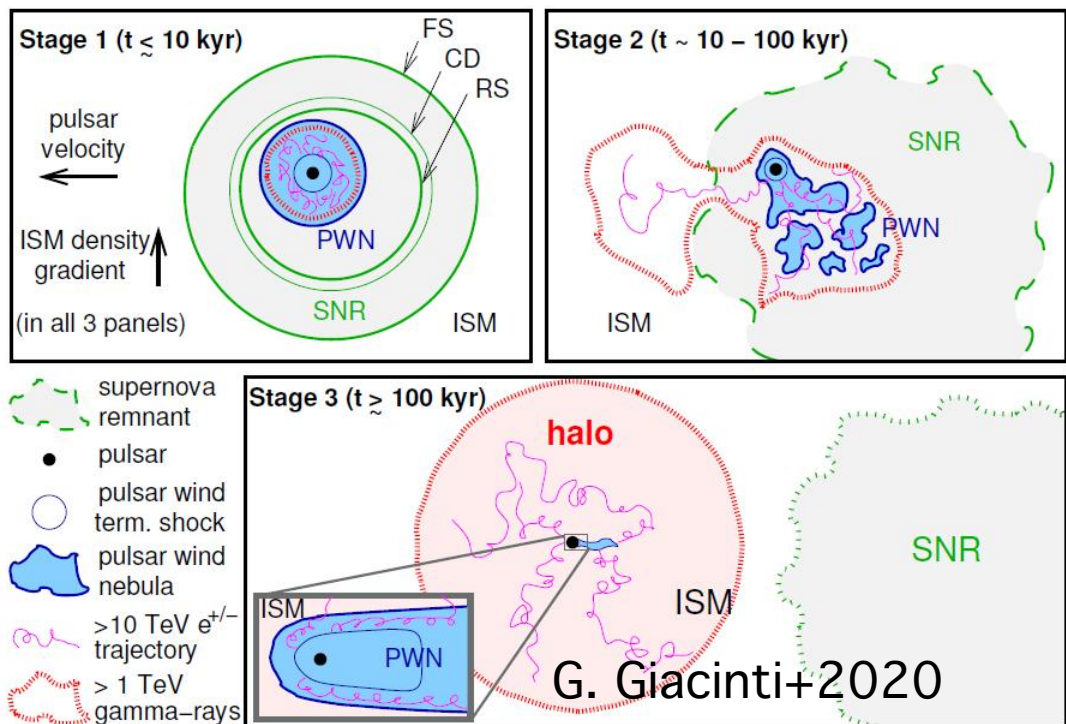 Stage 1 (t ≲ 10 kyr)
FS
CD
RS
pulsar
velocity
ISM density
gradient
(in all 3 panels)
PWN
SNR
ISM
Stage 2 (t ~ 10 – 100 kyr)
SNR
PWN
ISM
supernova
remnant
pulsar
pulsar wind
term. shock
pulsar wind
nebula
>10 TeV e+/−
trajectory
> 1 TeV
gamma−rays
Stage 3 (t ≳ 100 kyr)
halo
ISM
SNR
ISM
PWN
G. Giacinti+2020